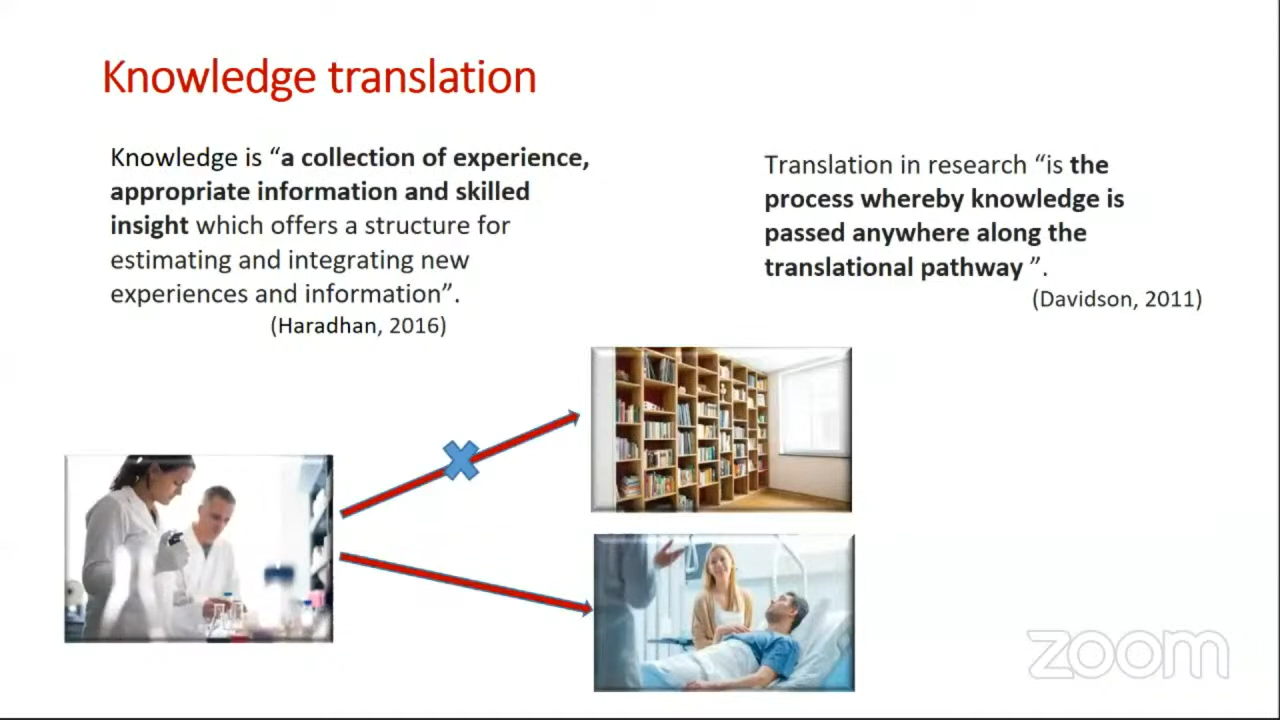 Knowledge translation
Knowledge is “a collection of experience,
appropriate information and skilled
insight which offers a structure for
estimating and integrating new
experiences and information”.
(Haradhan, 2016)
Translation in research “is the
process whereby knowledge is
passed anywhere along the
translational pathway ”.
(Davidson, 2011)
zoom